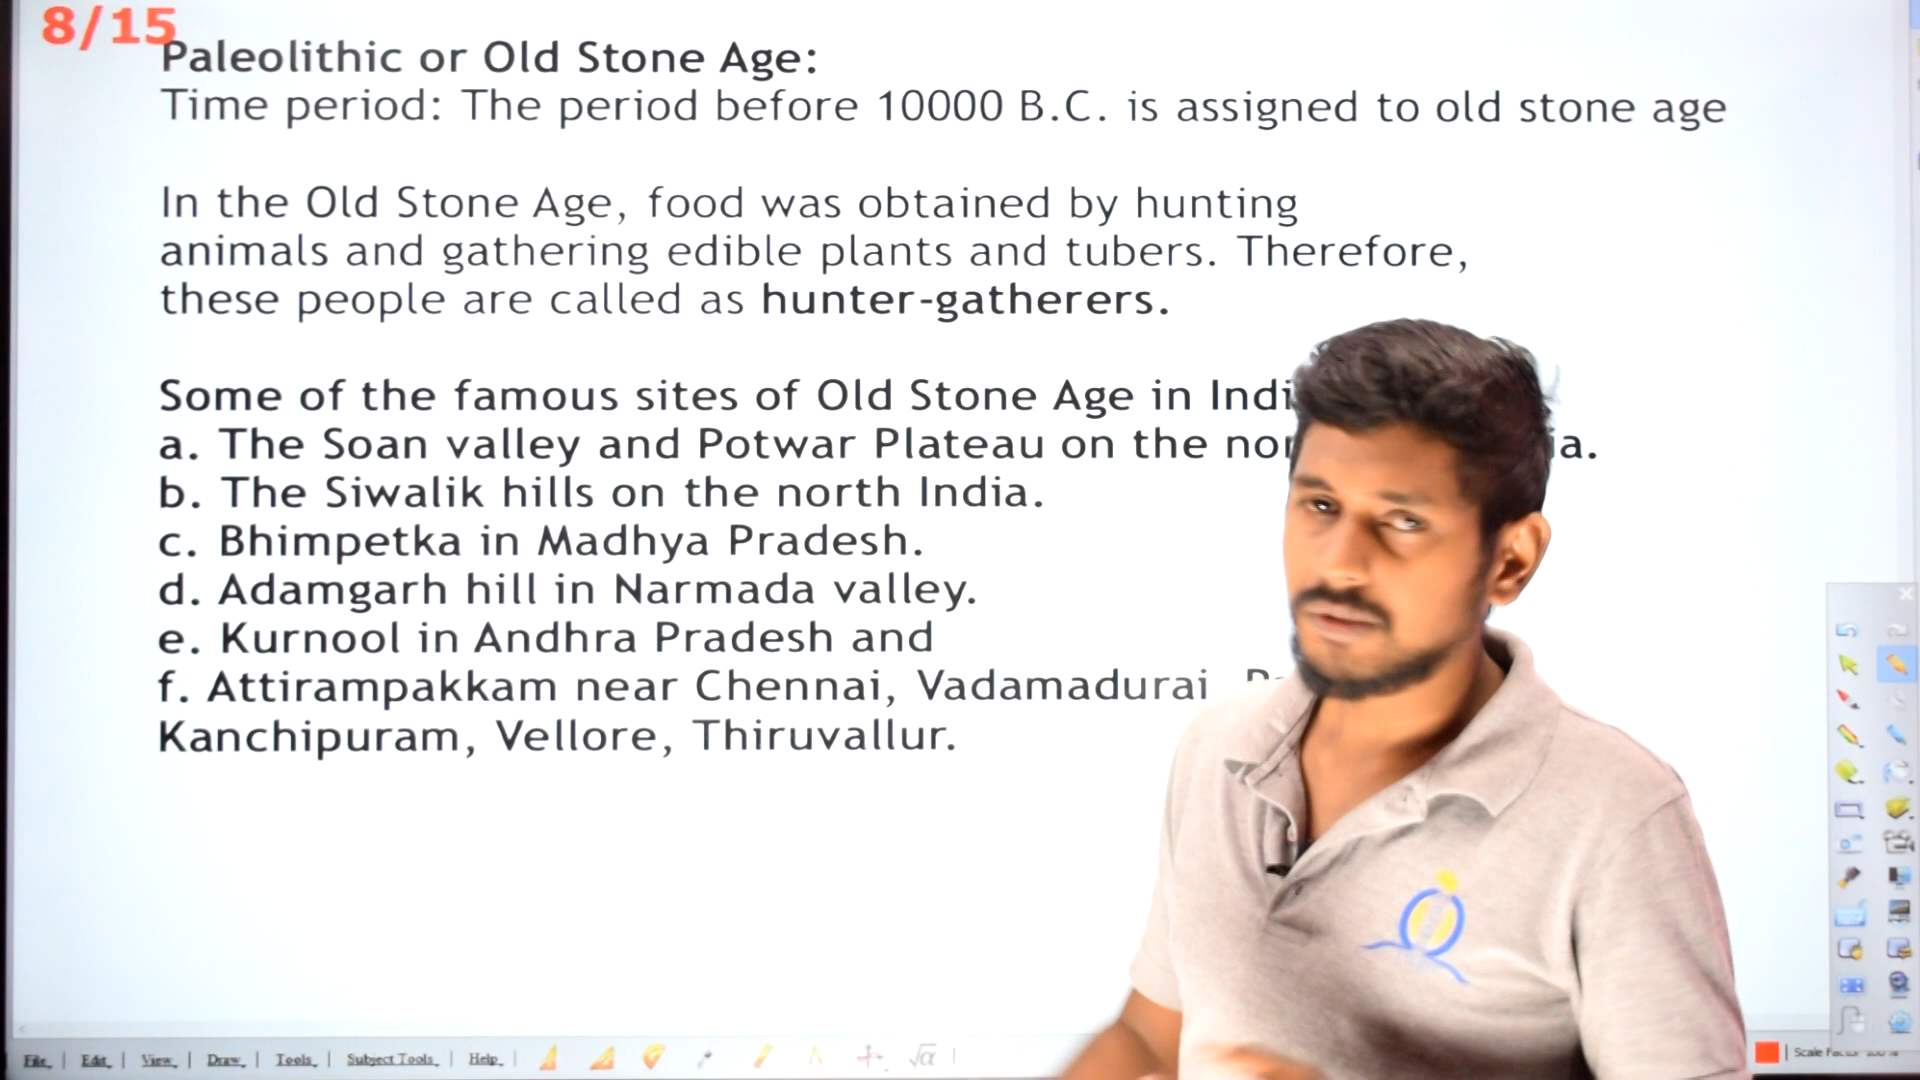 8/15
Paleolithic or Old Stone Age:
Time period: The period before 10000 B.C. is assigned to old stone age
In the Old Stone Age, food was obtained by hunting
animals and gathering edible plants and tubers. Therefore,
these people are called as hunter-gatherers.
Some of the famous sites of Old Stone Age in
a. The Soan valley and Potwar Plateau on the
b. The Siwalik hills on the north India.
c. Bhimpetka in Madhya Pradesh.
d. Adamgarh hill in Narmada valley.
e. Kurnool in Andhra Pradesh and
f. Attirampakkam near Chennai, Vadamadurai
Kanchipuram, Vellore, Thiruvallur.
File | Edit | View | Draw | Tools | Subject Tools | Help |
Scale